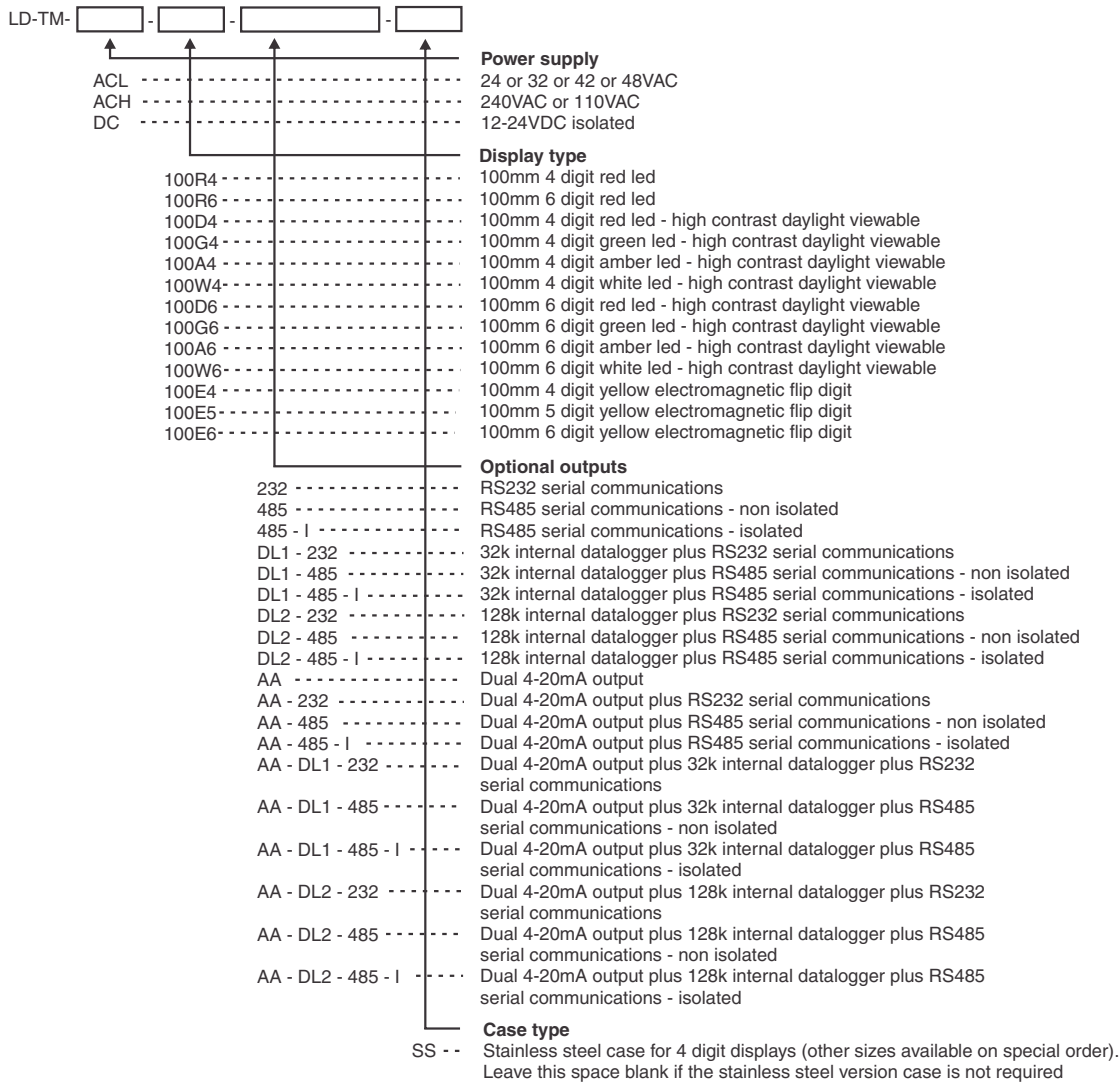 LD-TM- - - -
Power supply
ACL 24 or 32 or 42 or 48VAC
ACH 240VAC or 110VAC
DC 12-24VDC isolated
Display type
100R4 100mm 4 digit red led
100R6 100mm 6 digit red led
100D4 100mm 4 digit red led - high contrast daylight viewable
100G4 100mm 4 digit green led - high contrast daylight viewable
100A4 100mm 4 digit amber led - high contrast daylight viewable
100W4 100mm 4 digit white led - high contrast daylight viewable
100D6 100mm 6 digit red led - high contrast daylight viewable
100G6 100mm 6 digit green led - high contrast daylight viewable
100A6 100mm 6 digit amber led - high contrast daylight viewable
100W6 100mm 6 digit white led - high contrast daylight viewable
100E4 100mm 4 digit yellow electromagnetic flip digit
100E5 100mm 5 digit yellow electromagnetic flip digit
100E6 100mm 6 digit yellow electromagnetic flip digit
Optional outputs
232 RS232 serial communications
485 RS485 serial communications - non isolated
485 - I RS485 serial communications - isolated
DL1 - 232 32k internal datalogger plus RS232 serial communications
DL1 - 485 32k internal datalogger plus RS485 serial communications - non isolated
DL1 - 485 - I 32k internal datalogger plus RS485 serial communications - isolated
DL2 - 232 128k internal datalogger plus RS232 serial communications
DL2 - 485 128k internal datalogger plus RS485 serial communications - non isolated
DL2 - 485 - I 128k internal datalogger plus RS485 serial communications - isolated
AA Dual 4-20mA output
AA - 232 Dual 4-20mA output plus RS232 serial communications
AA - 485 Dual 4-20mA output plus RS485 serial communications - non isolated
AA - 485 - I Dual 4-20mA output plus RS485 serial communications - isolated
AA - DL1 - 232 Dual 4-20mA output plus 32k internal datalogger plus RS232
serial communications
AA - DL1 - 485 Dual 4-20mA output plus 32k internal datalogger plus RS485
serial communications - non isolated
AA - DL1 - 485 - I Dual 4-20mA output plus 32k internal datalogger plus RS485
serial communications - isolated
AA - DL2 - 232 Dual 4-20mA output plus 128k internal datalogger plus RS232
serial communications
AA - DL2 - 485 Dual 4-20mA output plus 128k internal datalogger plus RS485
serial communications - non isolated
AA - DL2 - 485 - I Dual 4-20mA output plus 128k internal datalogger plus RS485
serial communications - isolated
Case type
SS Stainless steel case for 4 digit displays (other sizes available on special order).
Leave this space blank if the stainless steel version case is not required